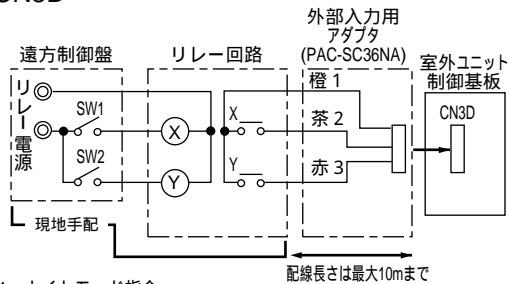 外部入力用
アダプタ
(PAC-SC36NA)
遠方制御盤
リレー回路
室外ユニット
制御基板
リレー電源
SW1
SW2
X
Y
X
Y
橙 1
茶 2
赤 3
CN3D
現地手配
配線長さは最大10mまで